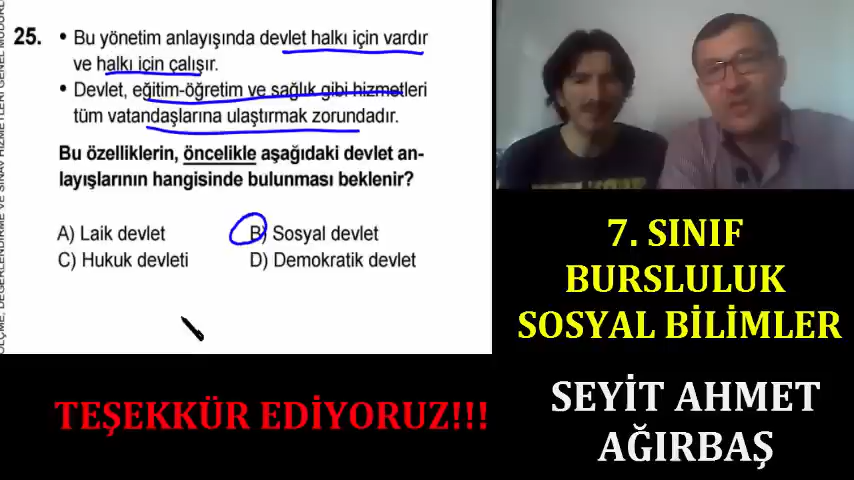 25. • Bu yönetim anlayışında devlet halkı için vardır
ve halkı için çalışır.
• Devlet, eğitim-öğretim ve sağlık gibi hizmetleri
tüm vatandaşlarına ulaştırmak zorundadır.
Bu özelliklerin, öncelikle aşağıdaki devlet an-
layışlarının hangisinde bulunması beklenir?
A) Laik devlet B) Sosyal devlet
C) Hukuk devleti D) Demokratik devlet
7. SINIF
BURSLULUK
SOSYAL BİLİMLER
SEYİT AHMET
AĞIRBAŞ
TEŞEKKÜR EDİYORUZ!!!